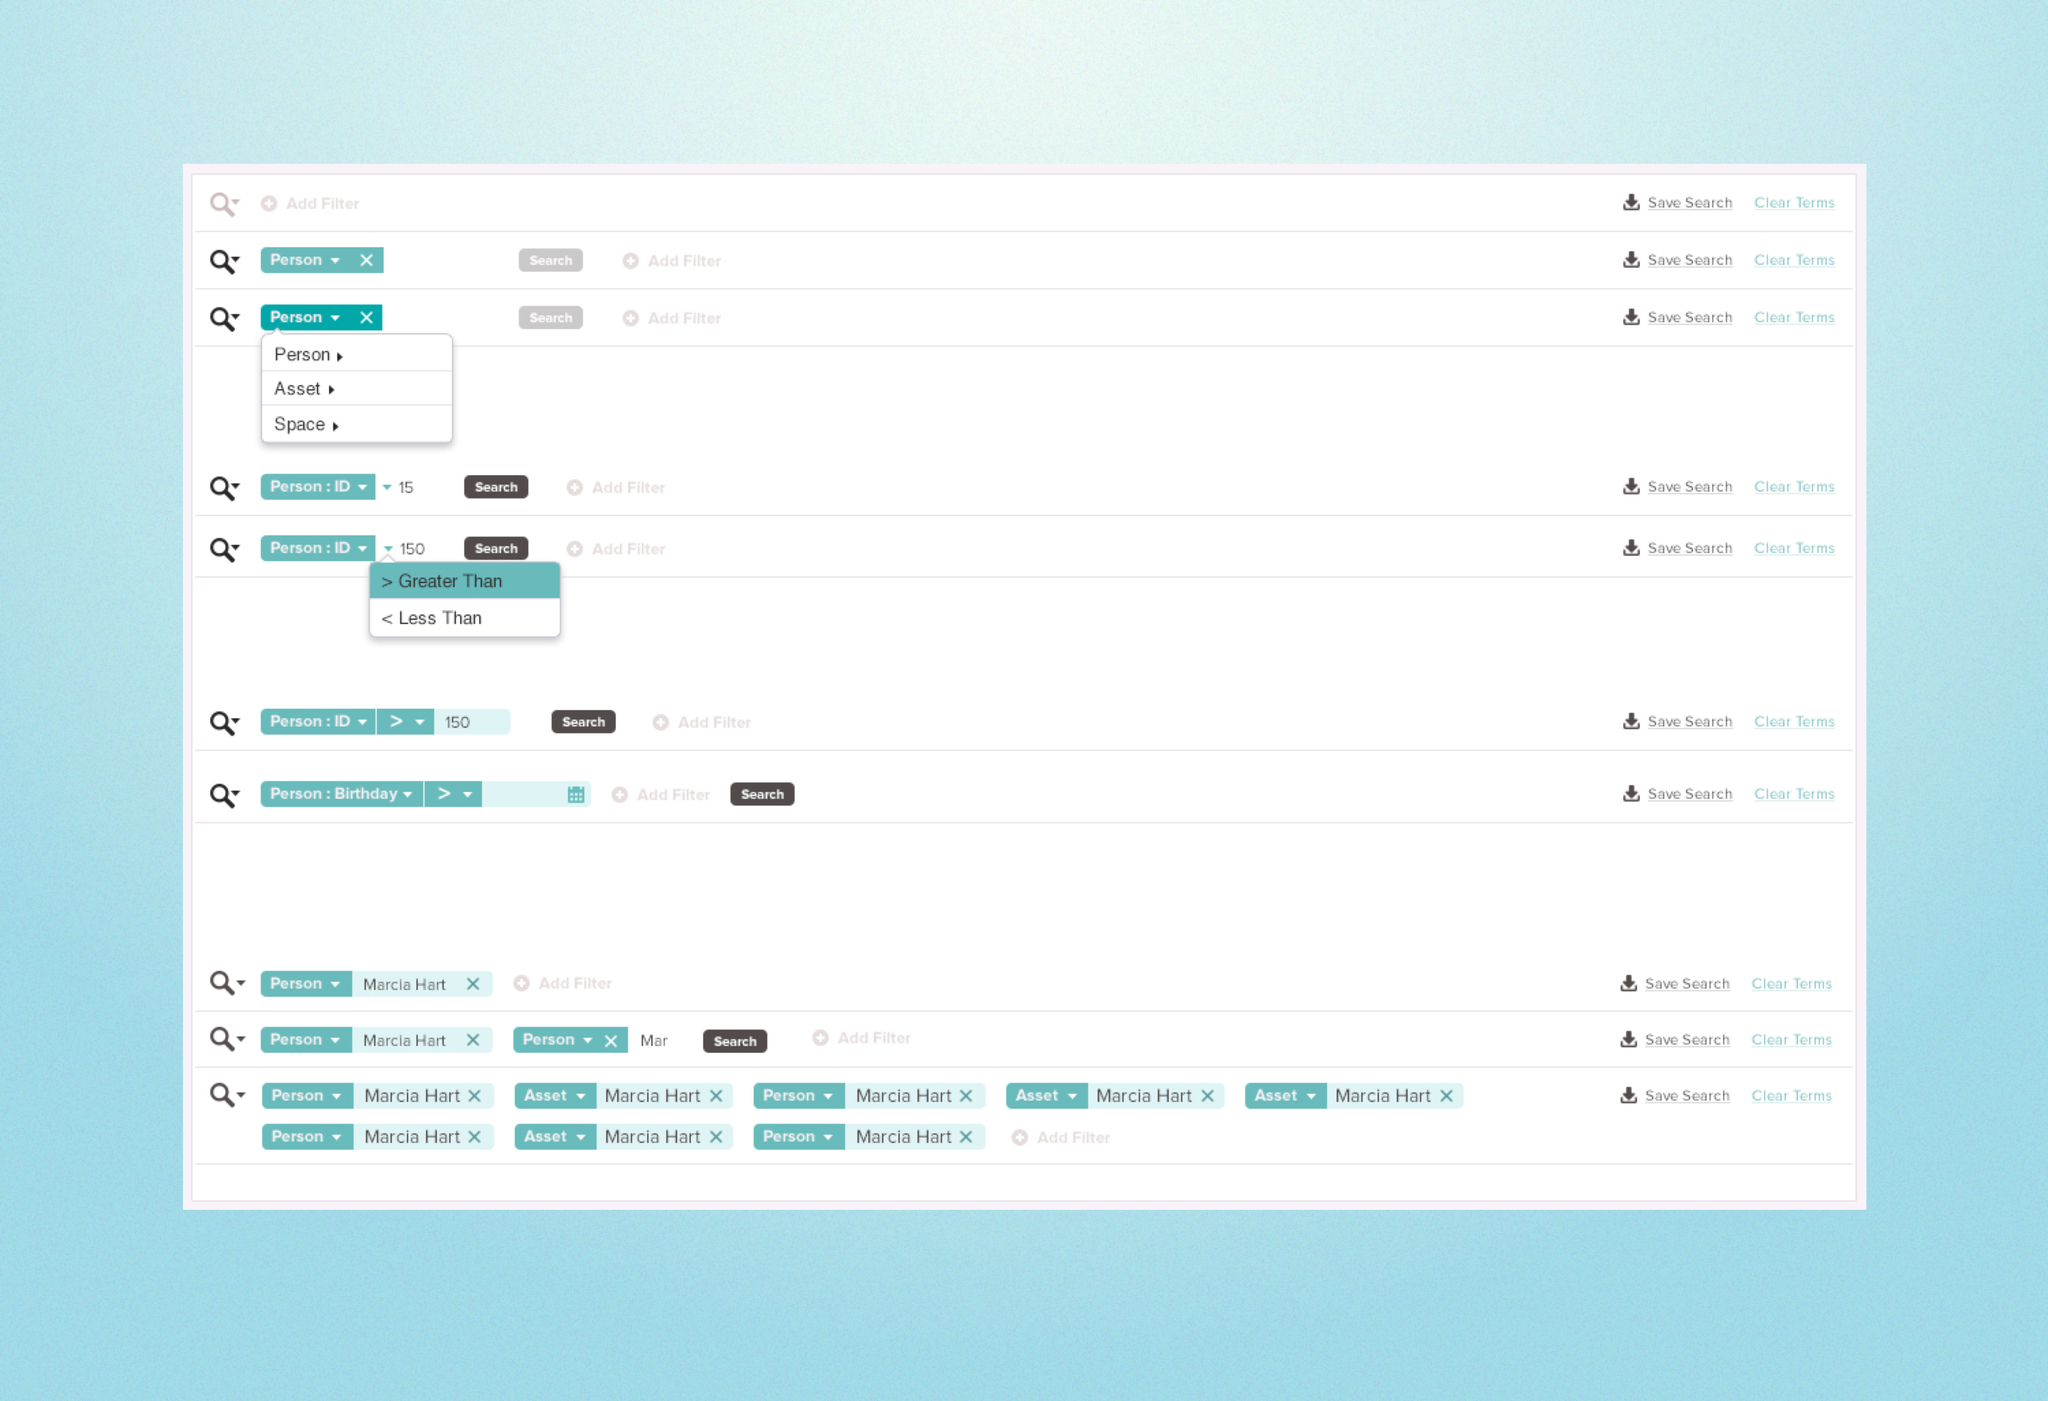 Add Filter Save Search Clear Terms
Person Search Add Filter Save Search Clear Terms
Person Search Add Filter Save Search Clear Terms
Person
Asset
Space
Person : ID 15 Search Add Filter Save Search Clear Terms
Person : ID 150 Search Add Filter Save Search Clear Terms
> Greater Than
< Less Than
Person : ID > 150 Search Add Filter Save Search Clear Terms
Person : Birthday > Add Filter Search Save Search Clear Terms
Person Marcia Hart Add Filter Save Search Clear Terms
Person Marcia Hart Person Mar Search Add Filter Save Search Clear Terms
Person Marcia Hart Asset Marcia Hart Person Marcia Hart Asset Marcia Hart Asset Marcia Hart Save Search Clear Terms
Person Marcia Hart Asset Marcia Hart Person Marcia Hart Add Filter